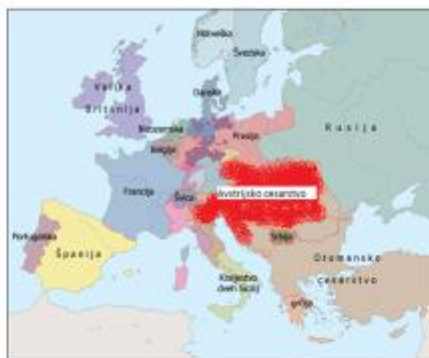 Norveška
Švedska
Velika
Britanija
Danska
Rusija
Nizozemska
Prusija
Belgija
Francija
Švica
Avstrijsko cesarstvo
Portugalska
Španija
Srbija
Otomansko
cesarstvo
Kraljestvo
dveh Sicilij
Grčija